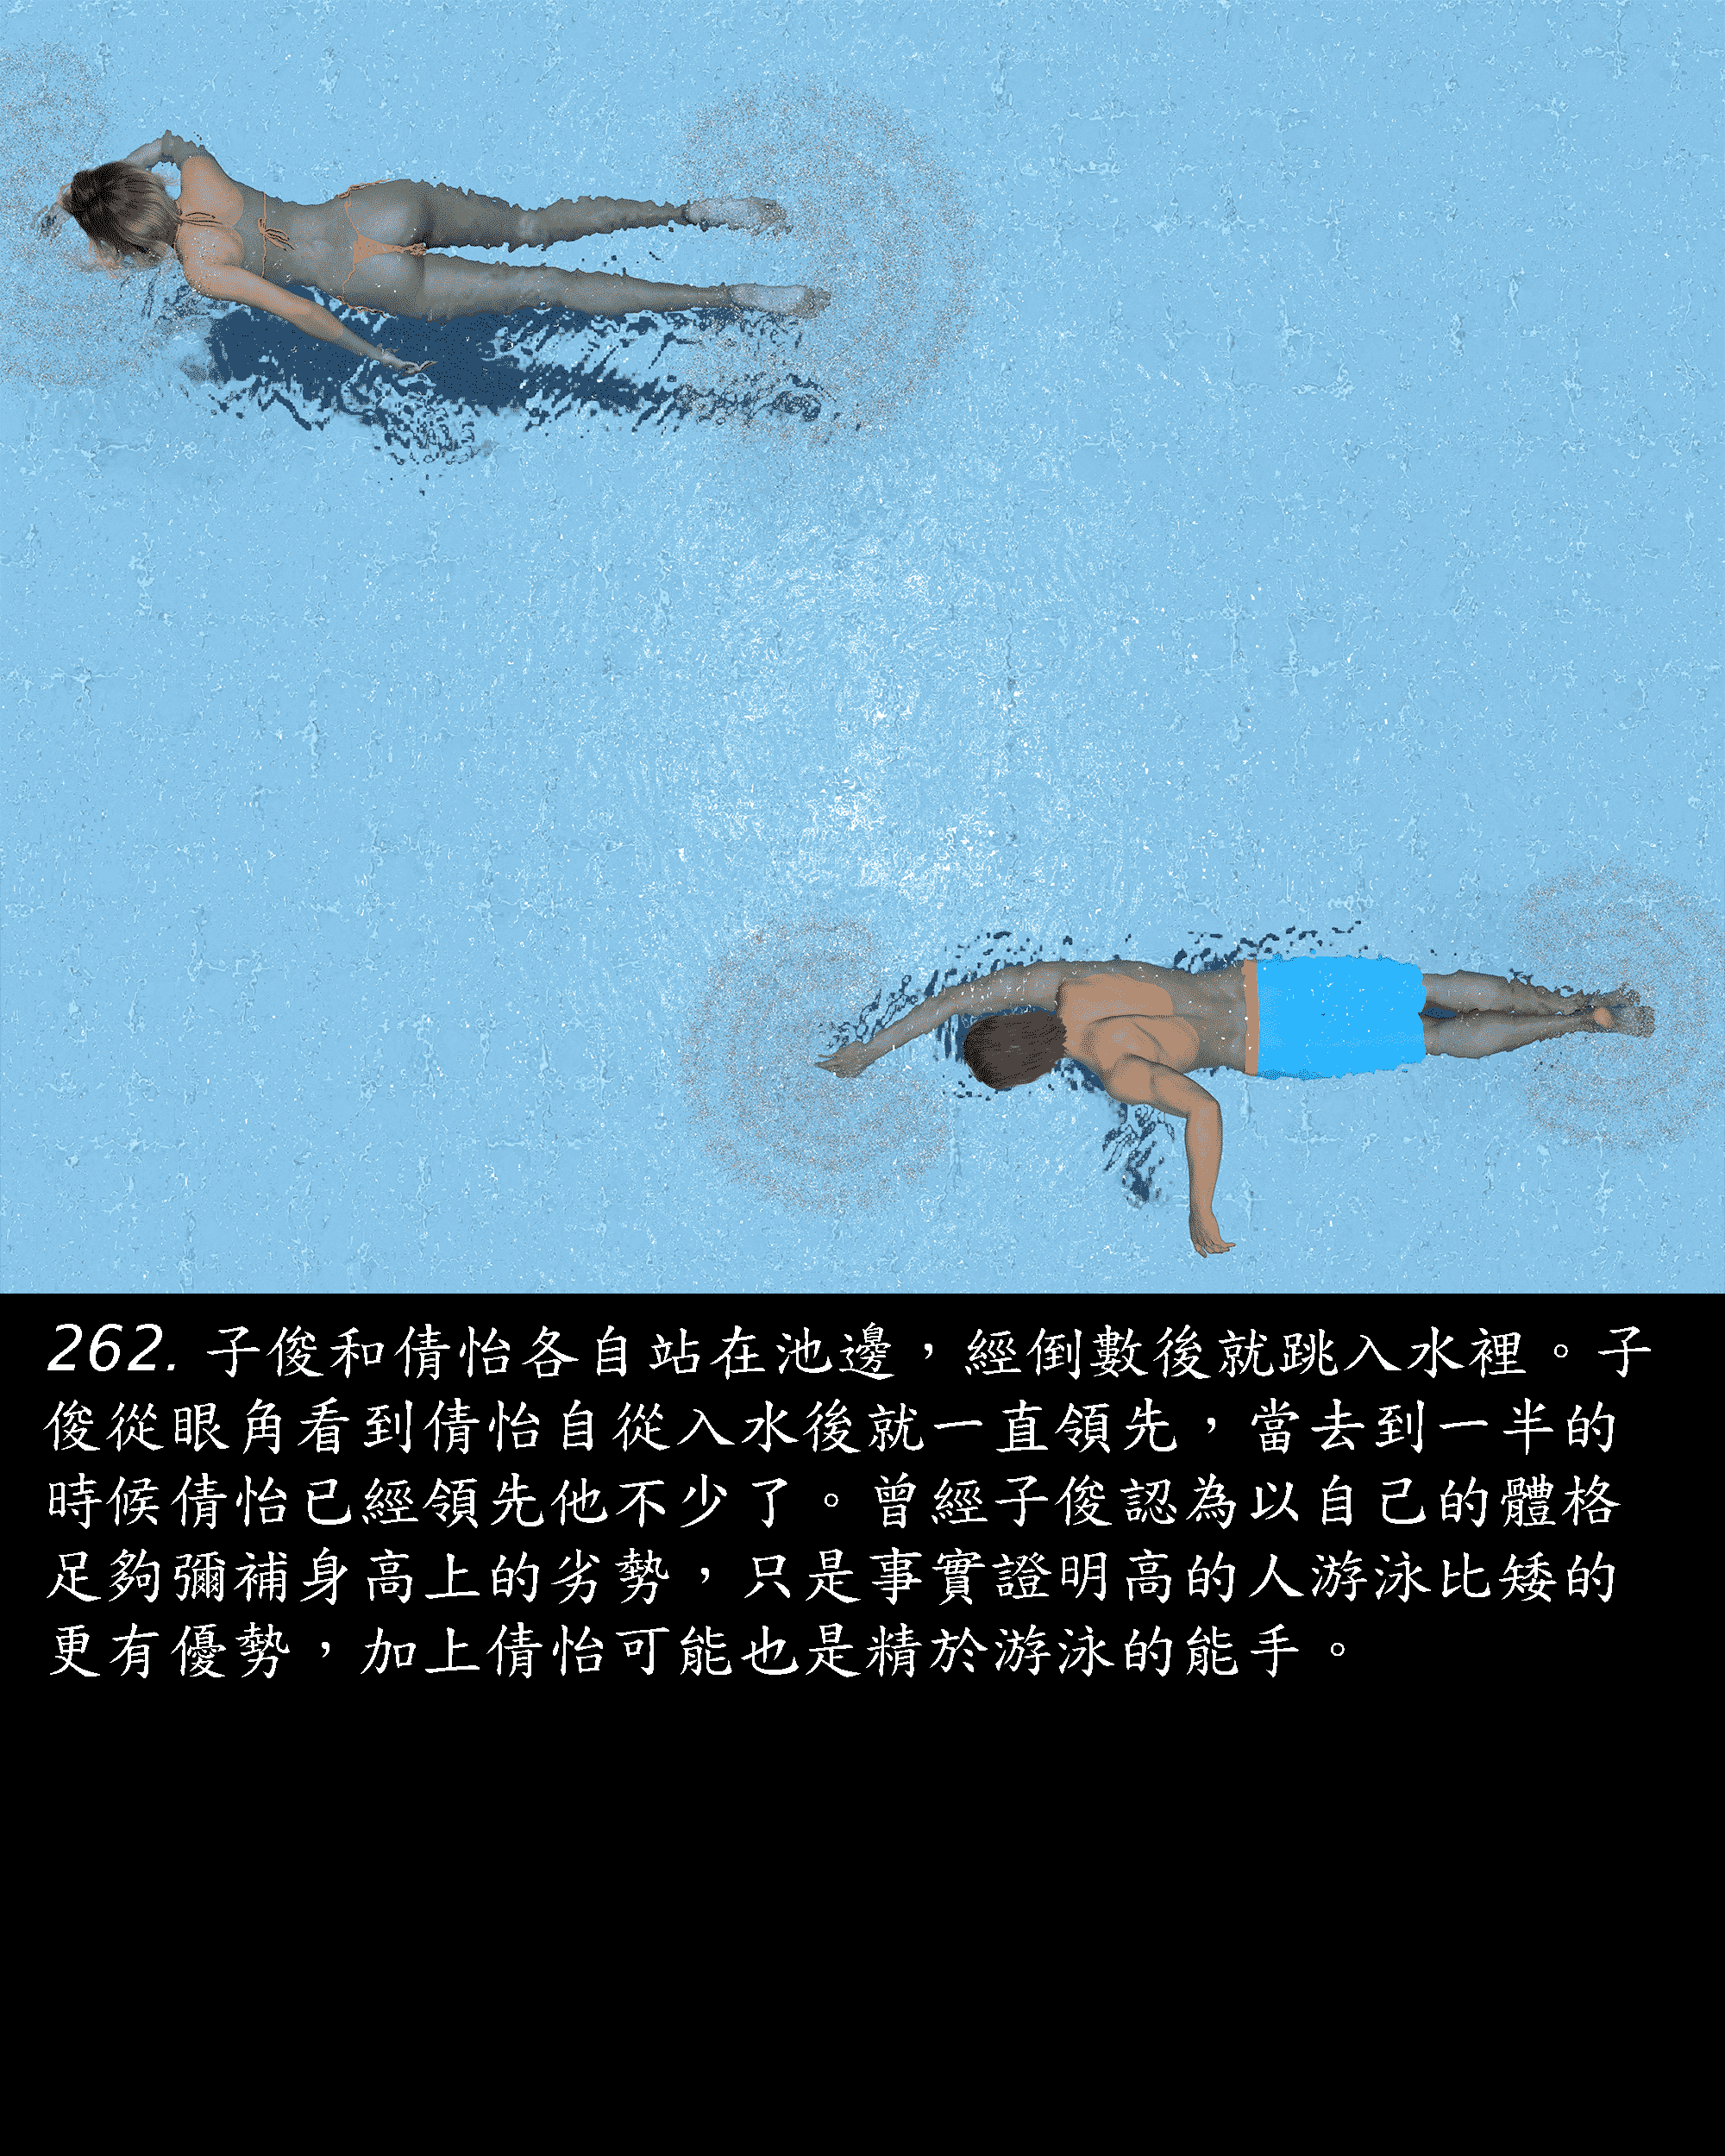 262. 子俊和倩怡各自站在池邊，經倒數後就跳入水裡。子
俊從眼角看到倩怡自從入水後就一直領先，當去到一半的
時候倩怡已經領先他不少了。曾經子俊認為以自己的體格
足夠彌補身高上的劣勢，只是事實證明高的人游泳比矮的
更有優勢，加上倩怡可能也是精於游泳的能手。